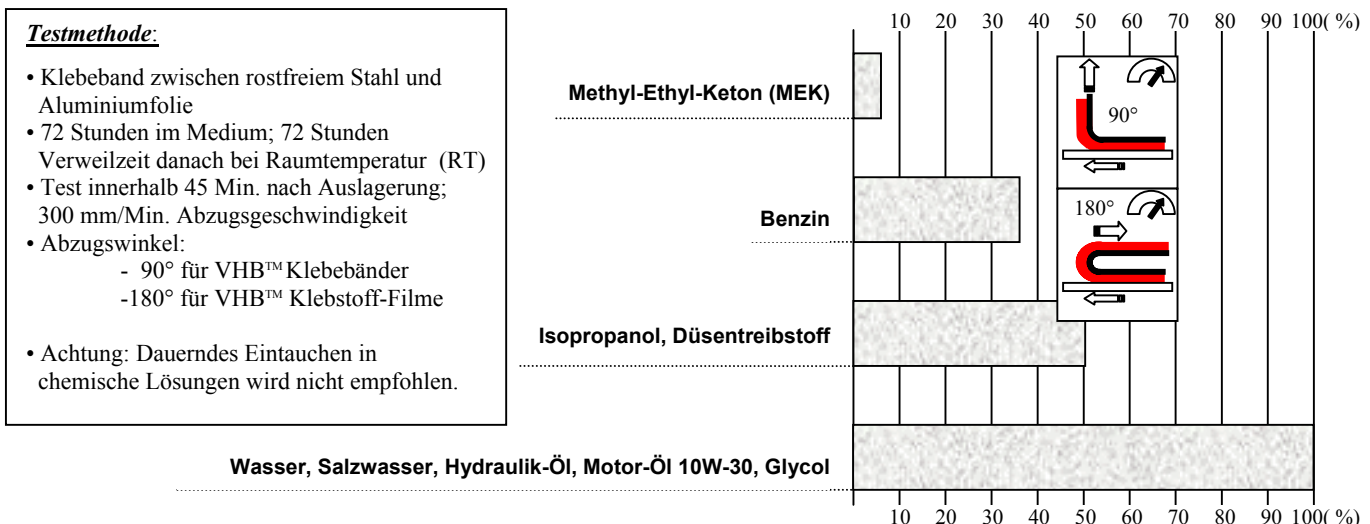 Testmethode:
• Klebeband zwischen rostfreiem Stahl und
Aluminiumfolie
• 72 Stunden im Medium; 72 Stunden
Verweilzeit danach bei Raumtemperatur (RT)
• Test innerhalb 45 Min. nach Auslagerung;
300 mm/Min. Abzugsgeschwindigkeit
• Abzugswinkel:
- 90° für VHB™ Klebebänder
-180° für VHB™ Klebstoff-Filme
• Achtung: Dauerndes Eintauchen in
chemische Lösungen wird nicht empfohlen.
10 20 30 40 50 60 70 80 90 100( %)
Methyl-Ethyl-Keton (MEK)
90°
Benzin
180°
Isopropanol, Düsentreibstoff
Wasser, Salzwasser, Hydraulik-Öl, Motor-Öl 10W-30, Glycol
10 20 30 40 50 60 70 80 90 100( %)